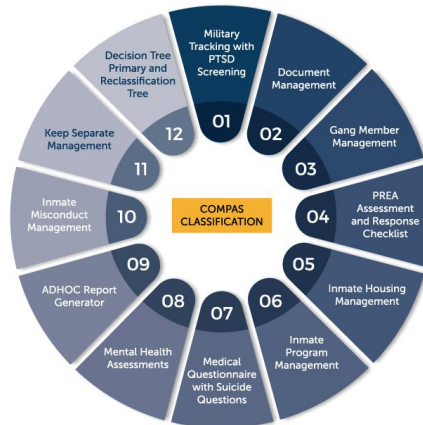 Military
Tracking with
PTSD
Screening
01
Document
Management
02
Gang Member
Management
03
PREA
Assessment
and Response
Checklist
04
Inmate Housing
Management
05
Inmate
Program
Management
06
Medical
Questionnaire
with Suicide
Questions
07
Mental Health
Assessments
08
ADHOC Report
Generator
09
Inmate
Misconduct
Management
10
Keep Separate
Management
11
Decision Tree
Primary and
Reclassification
Tree
12
COMPAS
CLASSIFICATION